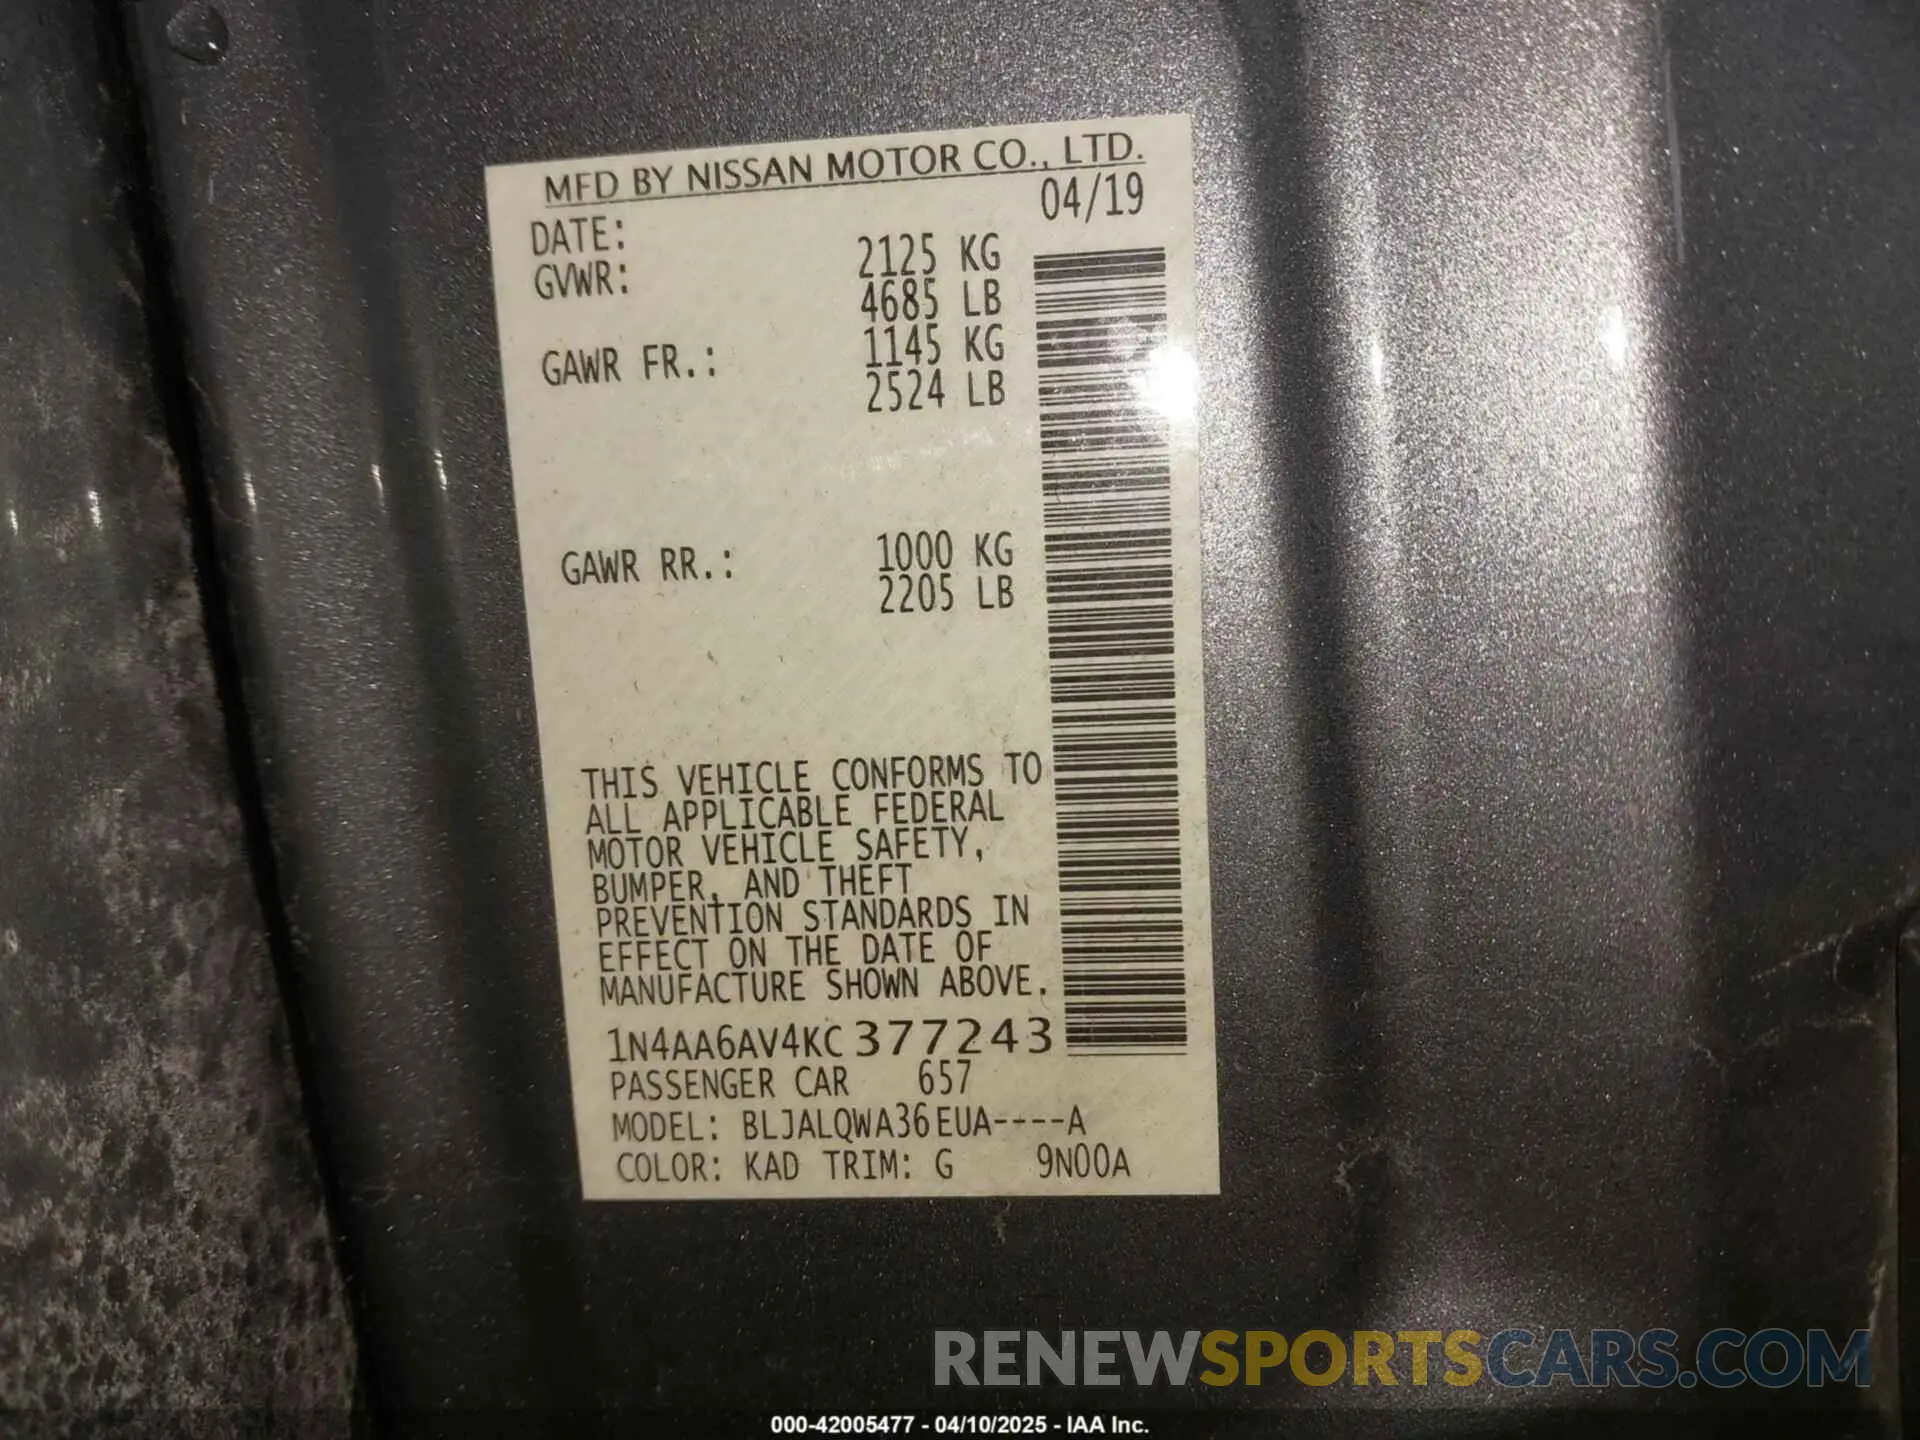 MFD BY NISSAN MOTOR CO., LTD.
DATE: 04/19
GVWR: 2125 KG
4685 LB
GAWR FR.: 1145 KG
2524 LB
GAWR RR.: 1000 KG
2205 LB
THIS VEHICLE CONFORMS TO
ALL APPLICABLE FEDERAL
MOTOR VEHICLE SAFETY,
BUMPER, AND THEFT
PREVENTION STANDARDS IN
EFFECT ON THE DATE OF
MANUFACTURE SHOWN ABOVE.
1N4AA6AV4KC377243
PASSENGER CAR 657
MODEL: BLJALQWA36EUA----A
COLOR: KAD TRIM: G 9N00A
RENEWSPORTSCARS.COM
000-42005477 - 04/10/2025 - IAA Inc.